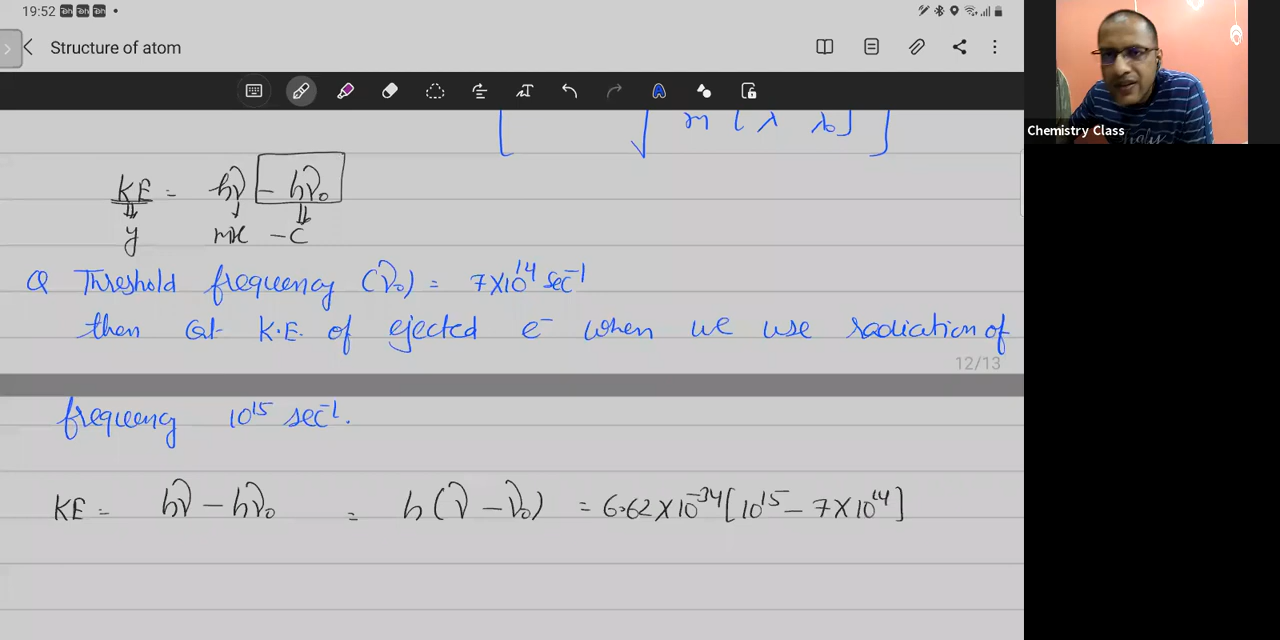 19:52
Structure of atom
m [ λ λ₀ ]
KE = hν - hν₀
y mx -C
Q Threshold frequency (ν₀) = 7×10¹⁴ sec⁻¹
then cal. K.E. of ejected e⁻ when we use radiation of
12/13
frequency 10¹⁵ sec⁻¹.
KE = hν - hν₀ = h(ν - ν₀) = 6.62×10⁻³⁴[10¹⁵ - 7×10¹⁴]
Chemistry Class